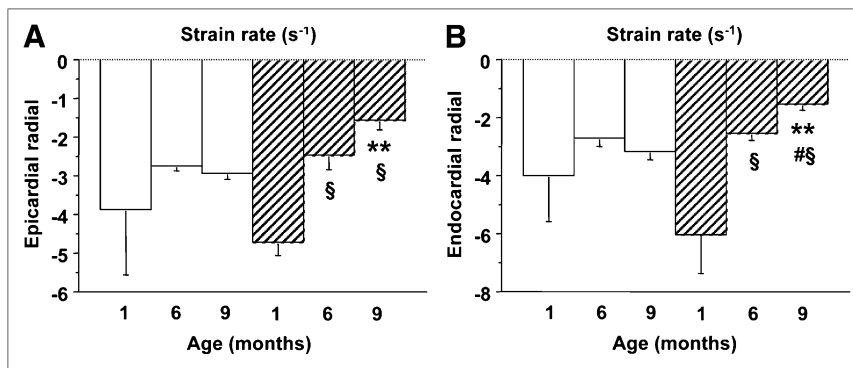 A
Strain rate (s⁻¹)
Epicardial radial
0
-1
-2
-3
-4
-5
-6
**
§
§
1 6 9 1 6 9
Age (months)
B
Strain rate (s⁻¹)
Endocardial radial
0
-2
-4
-6
-8
**
§
#§
1 6 9 1 6 9
Age (months)